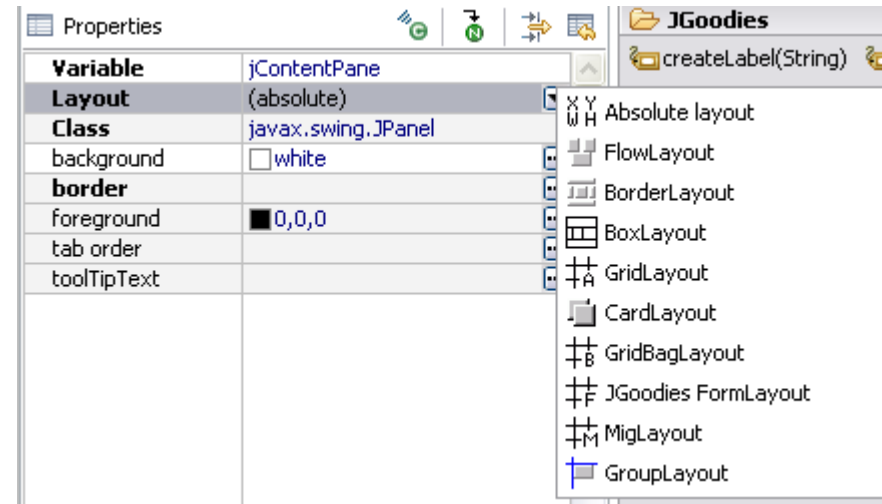 Properties
Variable jContentPane
Layout (absolute)
Class javax.swing.JPanel
background white
border
foreground 0,0,0
tab order
toolTipText
JGoodies
createLabel(String)
Absolute layout
FlowLayout
BorderLayout
BoxLayout
GridLayout
CardLayout
GridBagLayout
JGoodies FormLayout
MigLayout
GroupLayout